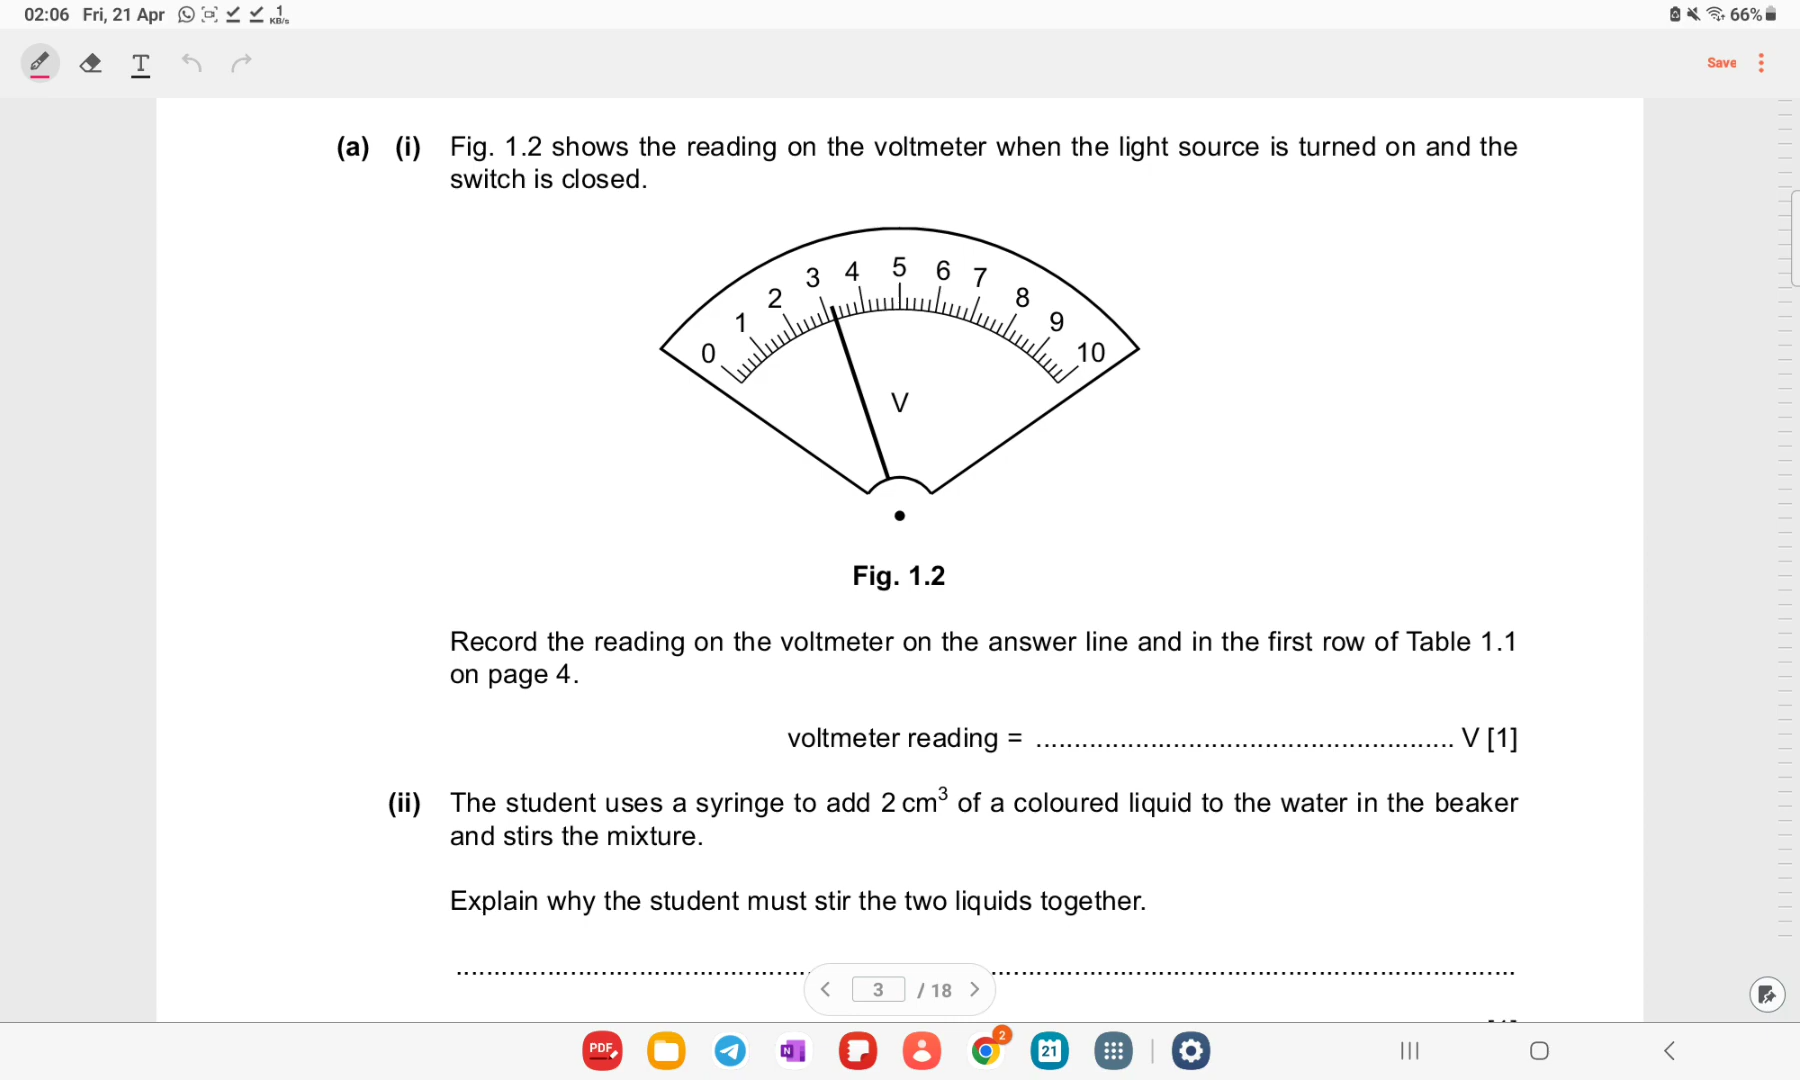 02:06 Fri, 21 Apr 1 KB/s 66%
T Save
(a) (i) Fig. 1.2 shows the reading on the voltmeter when the light source is turned on and the
switch is closed.
0 1 2 3 4 5 6 7 8 9 10
V
Fig. 1.2
Record the reading on the voltmeter on the answer line and in the first row of Table 1.1
on page 4.
voltmeter reading = ...................................................... V [1]
(ii) The student uses a syringe to add 2 cm³ of a coloured liquid to the water in the beaker
and stirs the mixture.
Explain why the student must stir the two liquids together.
3 / 18
PDF N 2 21